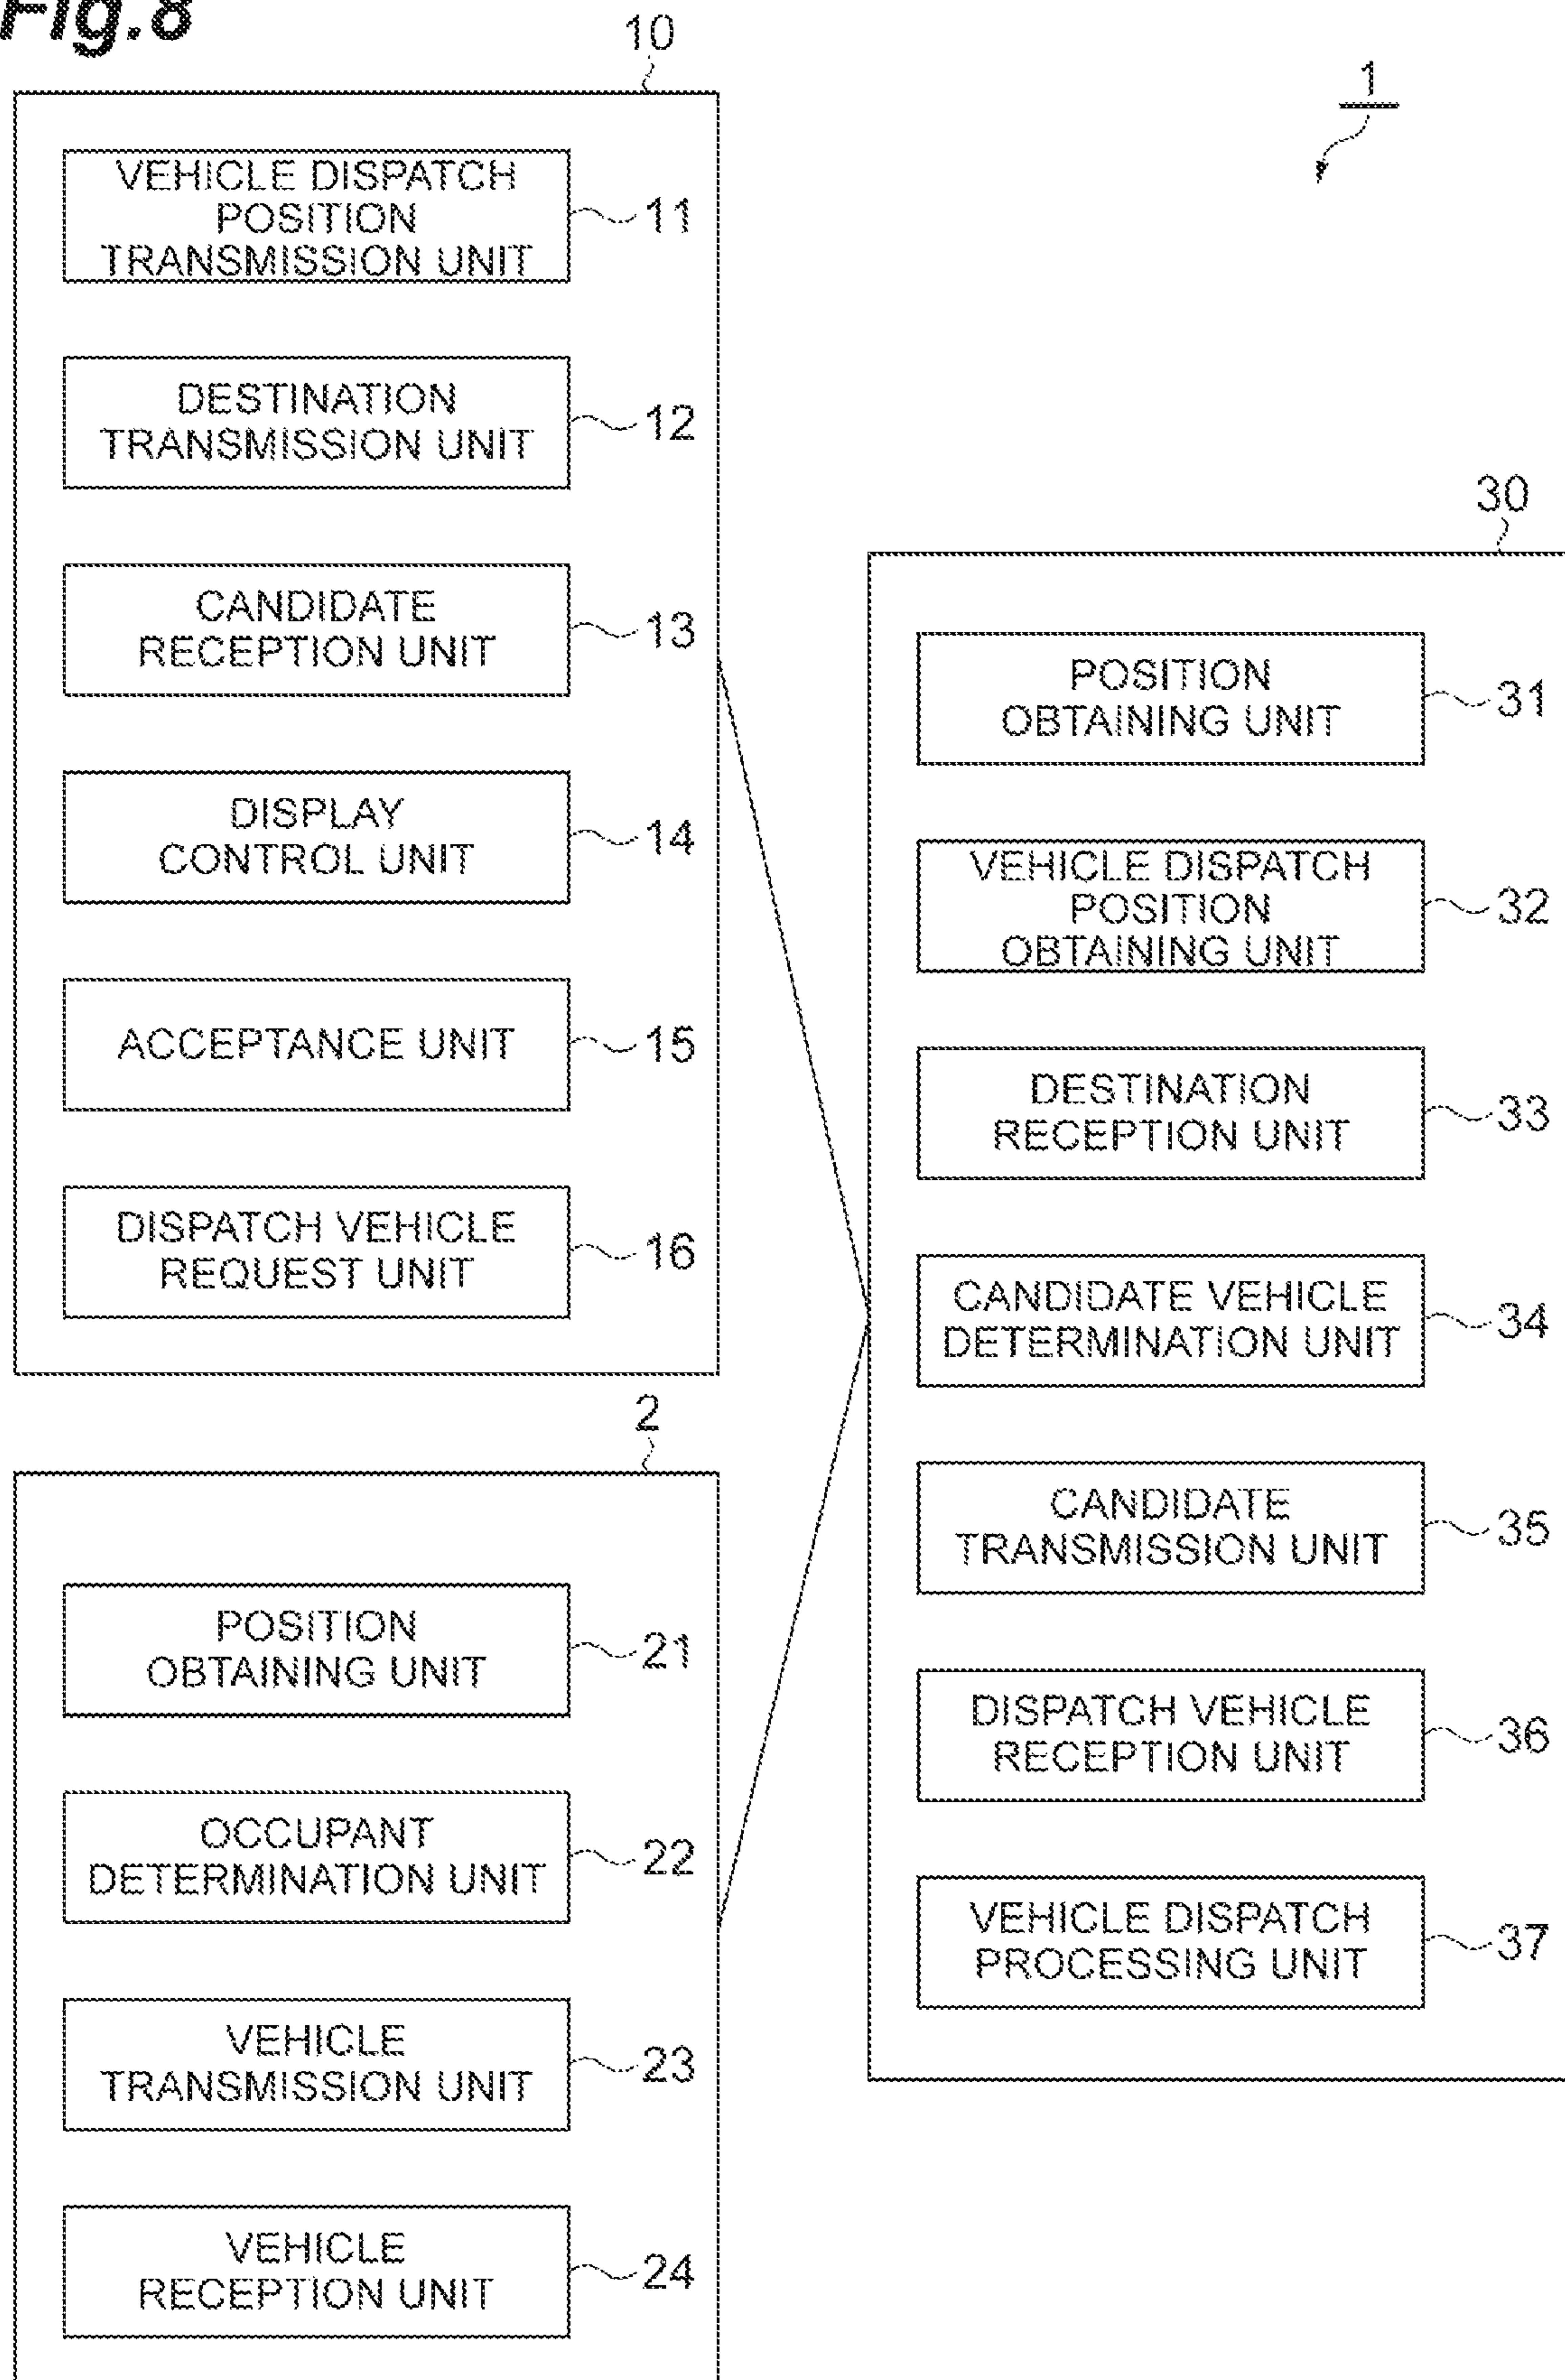 Fig.8
10
1
VEHICLE DISPATCH
POSITION
TRANSMISSION UNIT
11
DESTINATION
TRANSMISSION UNIT
12
CANDIDATE
RECEPTION UNIT
13
DISPLAY
CONTROL UNIT
14
ACCEPTANCE UNIT
15
DISPATCH VEHICLE
REQUEST UNIT
16
2
POSITION
OBTAINING UNIT
21
OCCUPANT
DETERMINATION UNIT
22
VEHICLE
TRANSMISSION UNIT
23
VEHICLE
RECEPTION UNIT
24
30
POSITION
OBTAINING UNIT
31
VEHICLE DISPATCH
POSITION
OBTAINING UNIT
32
DESTINATION
RECEPTION UNIT
33
CANDIDATE VEHICLE
DETERMINATION UNIT
34
CANDIDATE
TRANSMISSION UNIT
35
DISPATCH VEHICLE
RECEPTION UNIT
36
VEHICLE DISPATCH
PROCESSING UNIT
37